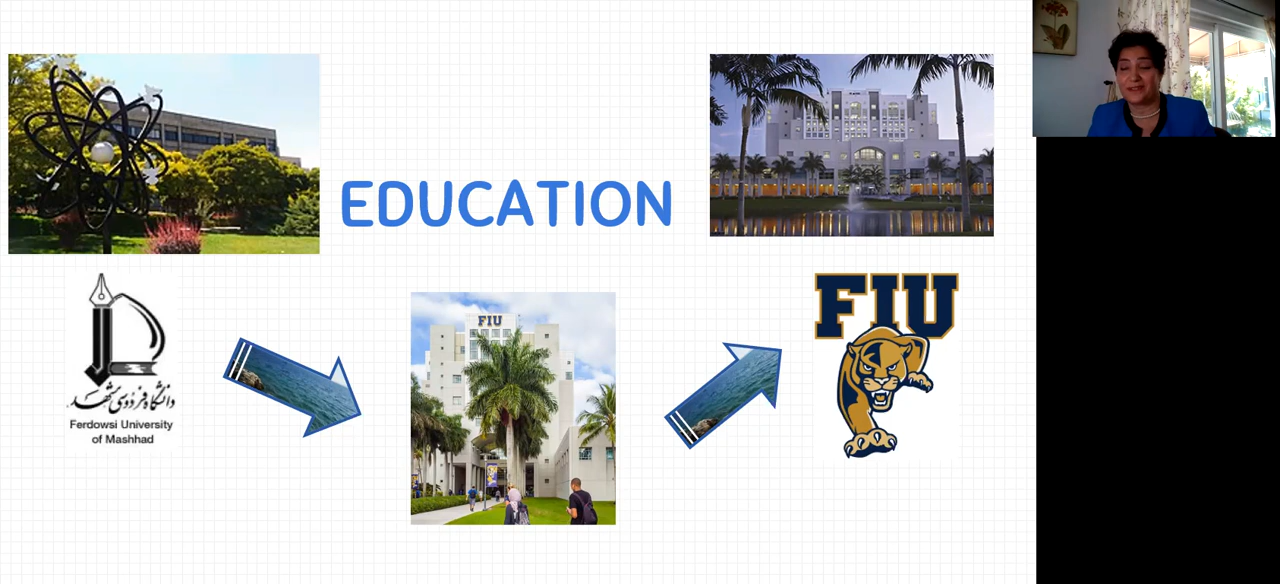 EDUCATION
دانشگاه فردوسی مشهد
Ferdowsi University
of Mashhad
FIU
FIU